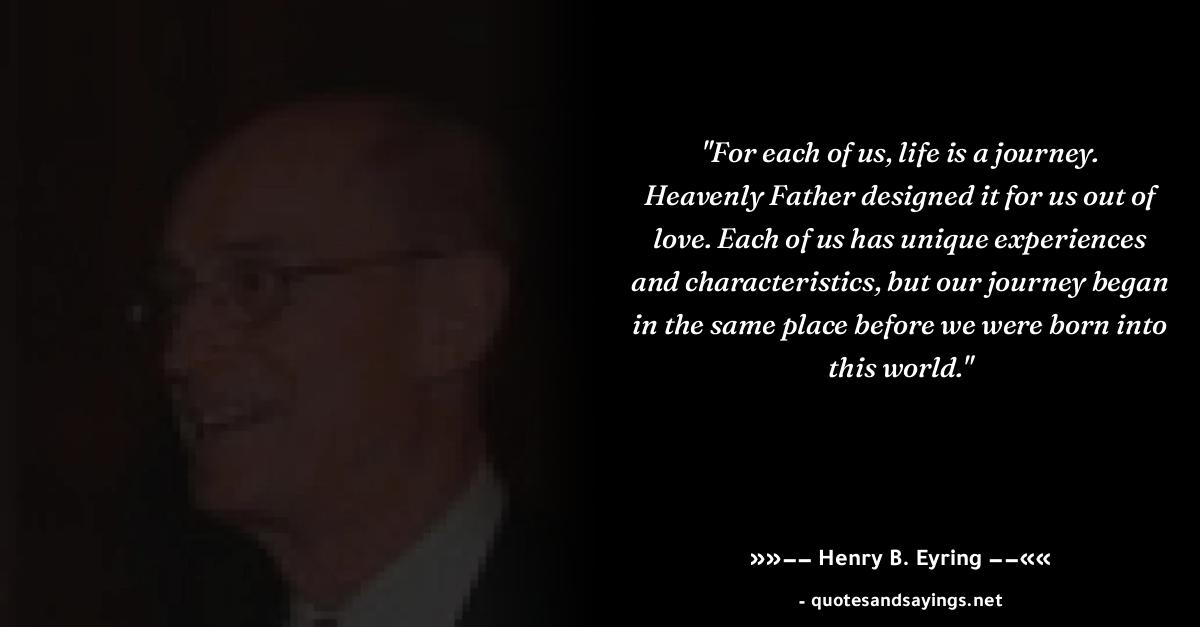 "For each of us, life is a journey.
Heavenly Father designed it for us out of
love. Each of us has unique experiences
and characteristics, but our journey began
in the same place before we were born into
this world."
»»−− Henry B. Eyring −−««
- quotesandsayings.net